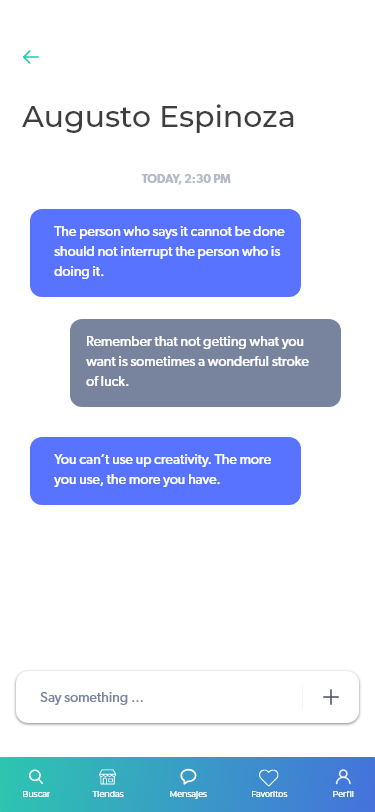 Augusto Espinoza
TODAY, 2:30 PM
The person who says it cannot be done
should not interrupt the person who is
doing it.
Remember that not getting what you
want is sometimes a wonderful stroke
of luck.
You can’t use up creativity. The more
you use, the more you have.
Say something ...
Buscar
Tiendas
Mensajes
Favoritos
Perfil